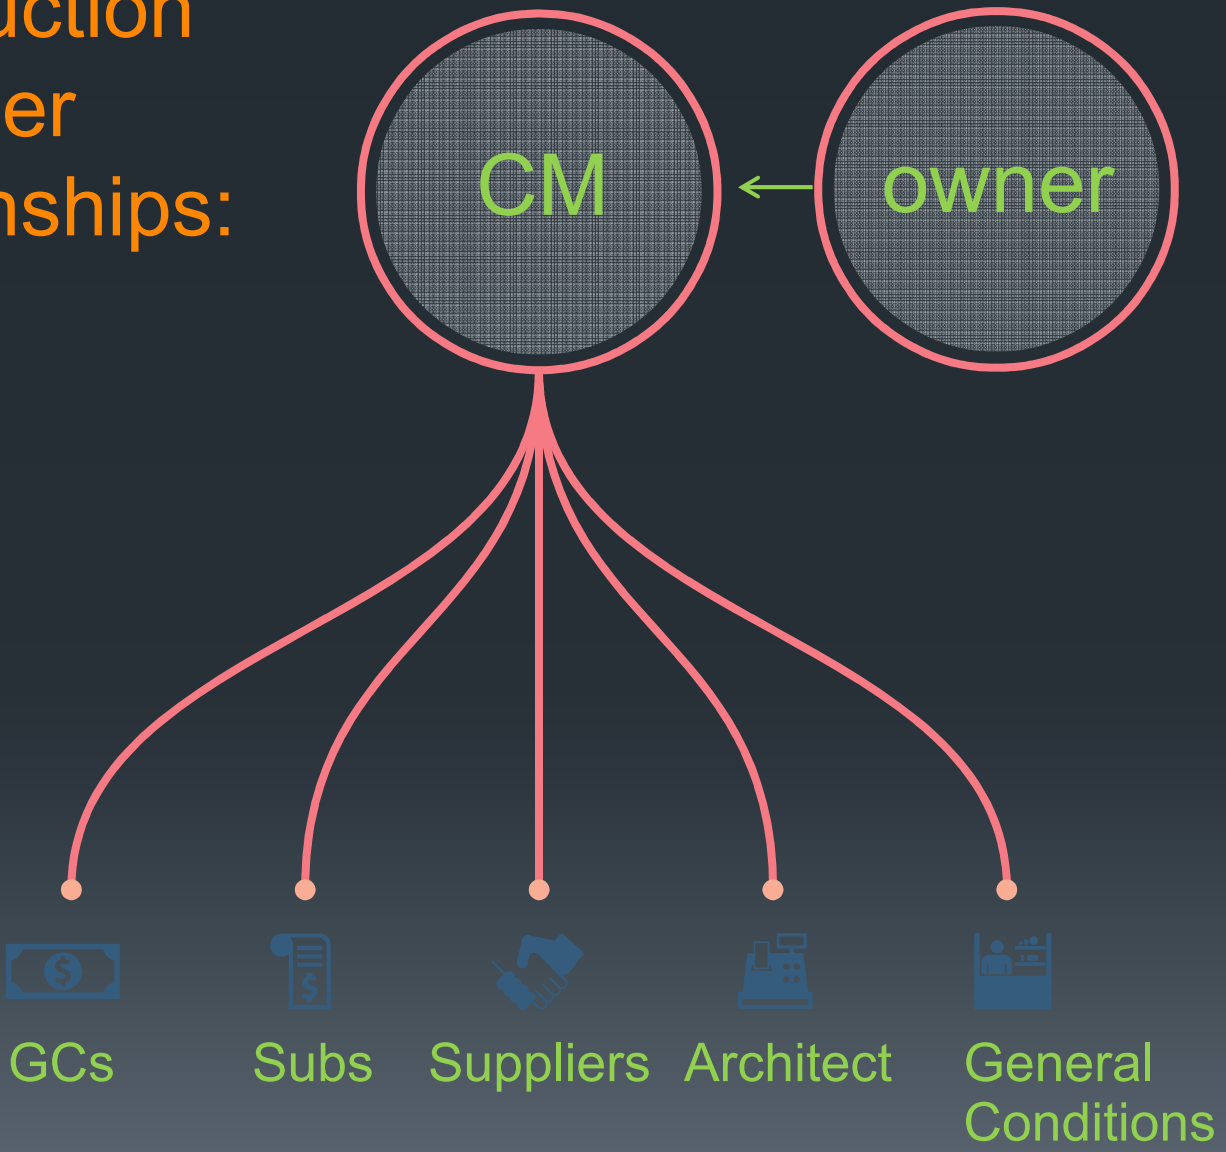 uction
er
nships:
CM
owner
GCs
Subs
Suppliers
Architect
General
Conditions